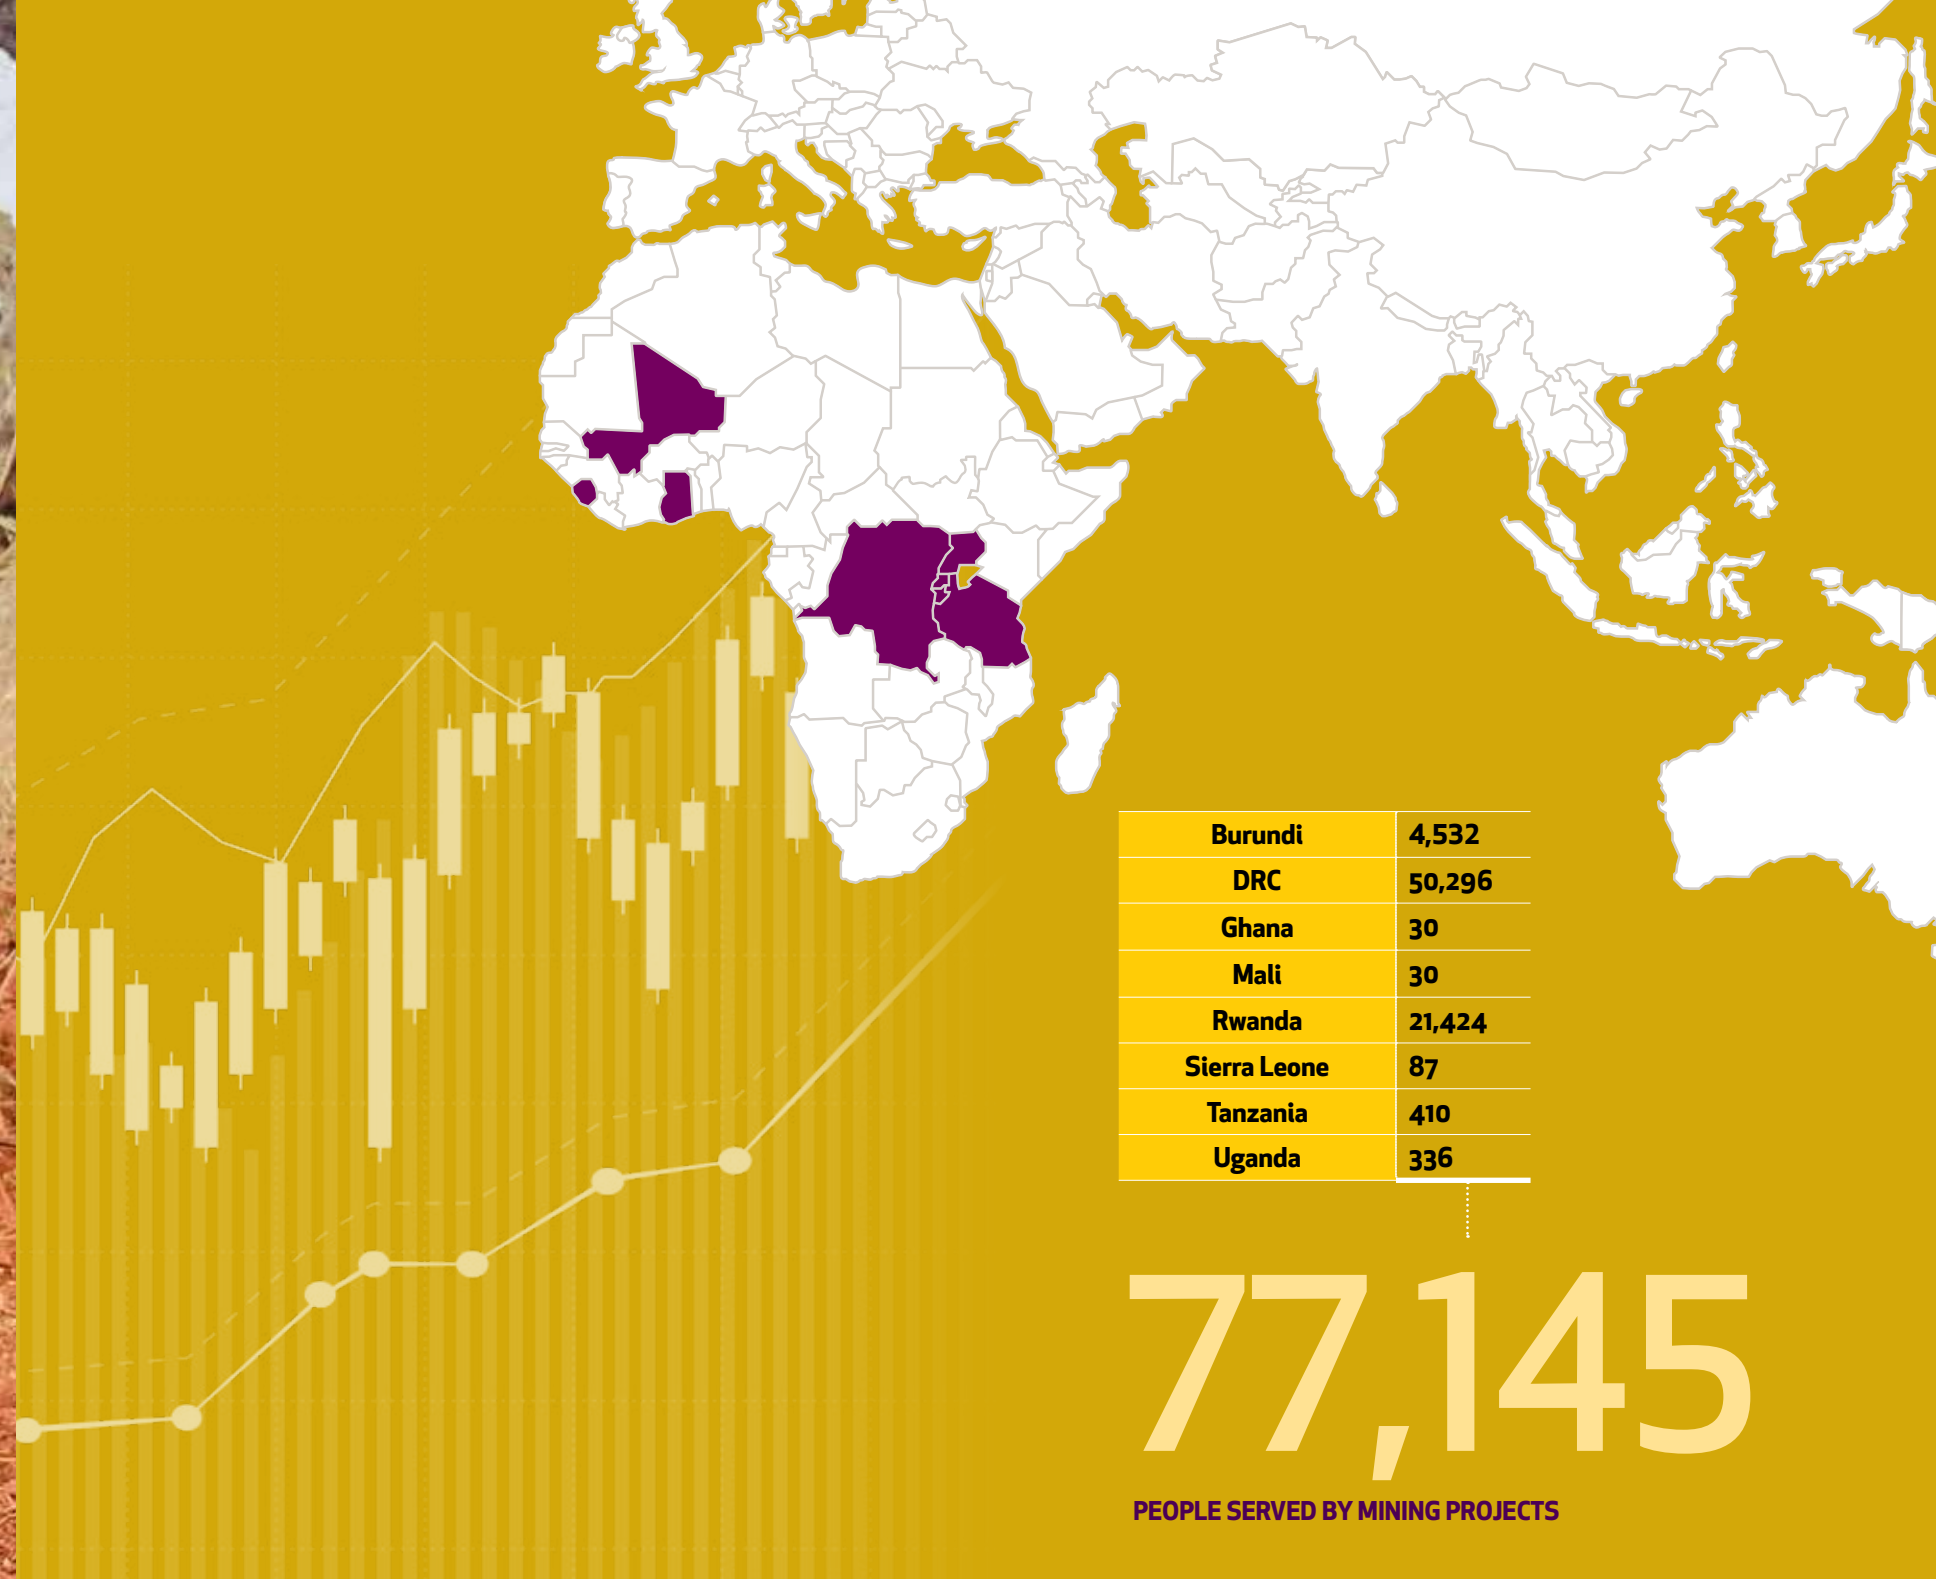 Burundi 4,532
DRC 50,296
Ghana 30
Mali 30
Rwanda 21,424
Sierra Leone 87
Tanzania 410
Uganda 336
77,145
PEOPLE SERVED BY MINING PROJECTS